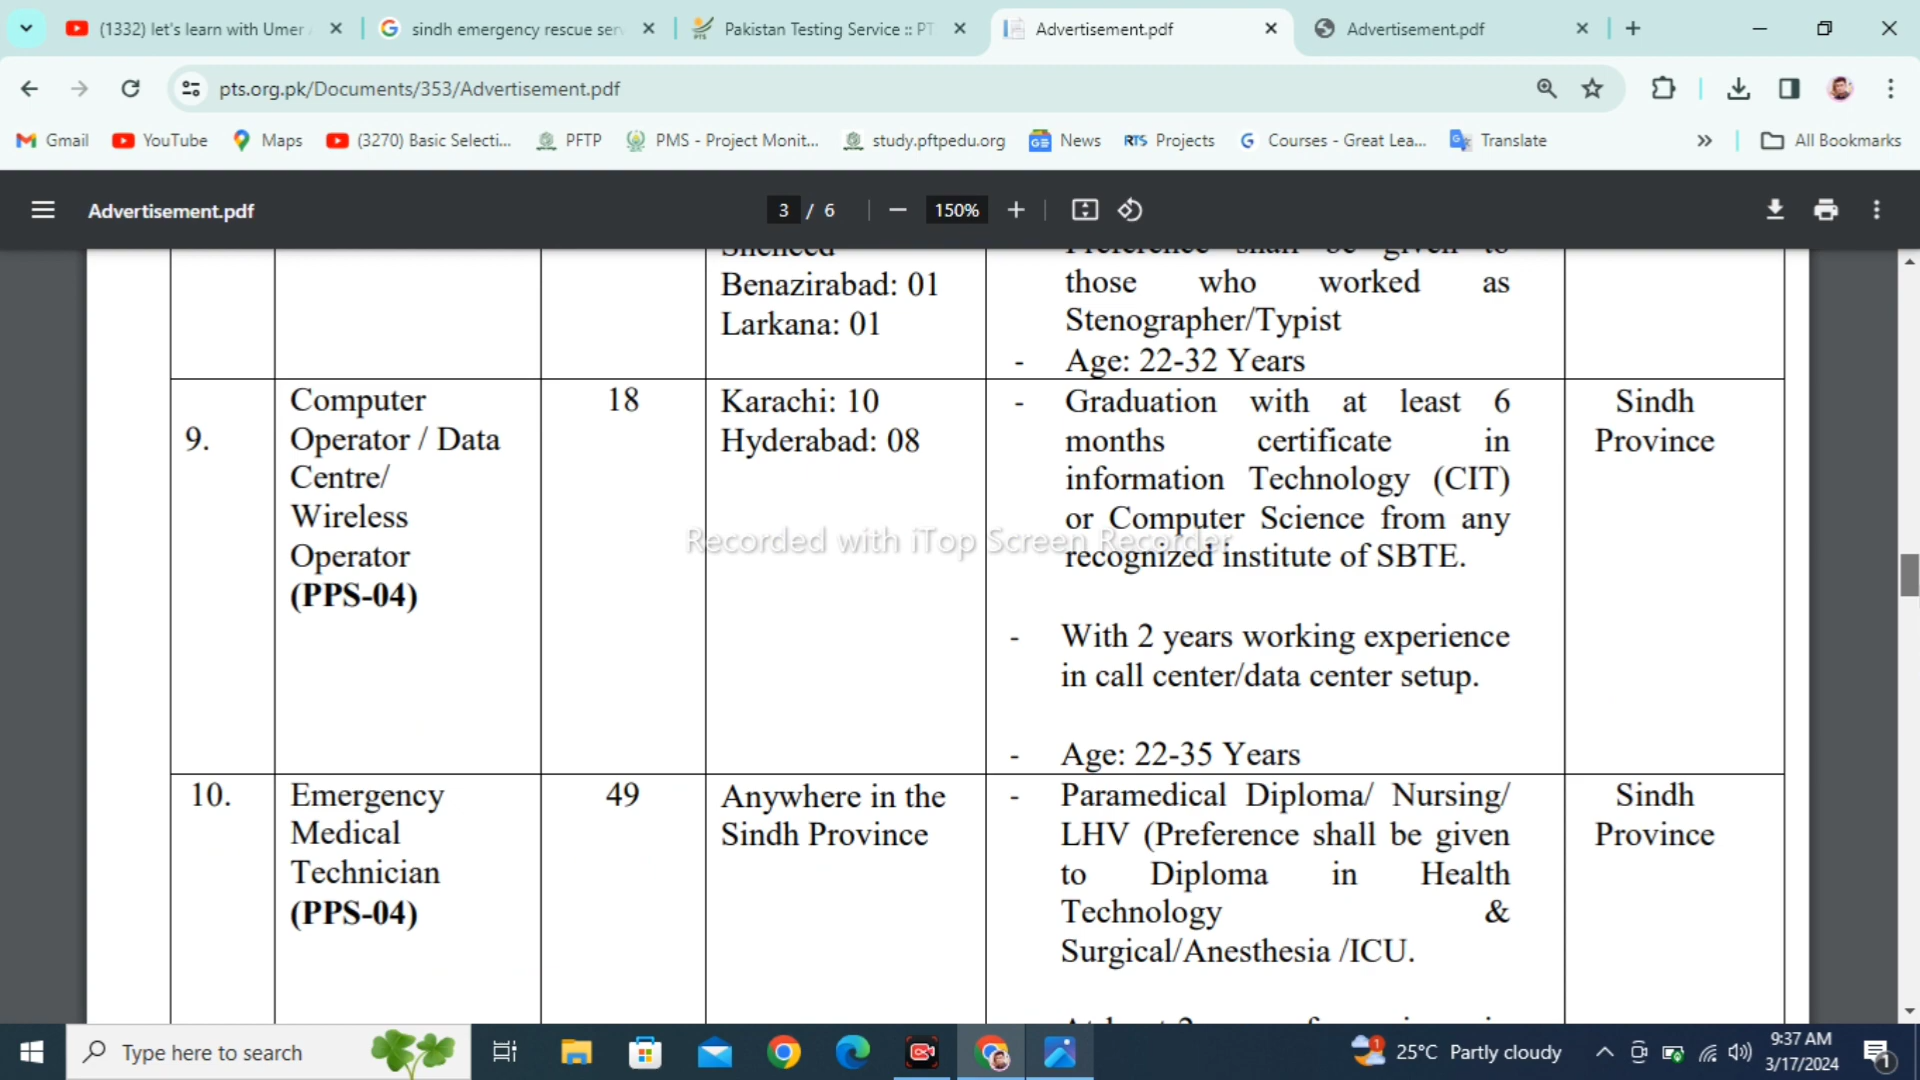 (1332) let's learn with Umer
sindh emergency rescue ser
Pakistan Testing Service :: PT
Advertisement.pdf
Advertisement.pdf
pts.org.pk/Documents/353/Advertisement.pdf
Gmail
YouTube
Maps
(3270) Basic Selecti...
PFTP
PMS - Project Monit...
study.pftpedu.org
News
RTS Projects
Courses - Great Lea...
Translate
»
All Bookmarks
Advertisement.pdf
3 / 6
150%
Benazirabad: 01
Larkana: 01
Preference shall be given to
those who worked as
Stenographer/Typist
- Age: 22-32 Years
9.
Computer
Operator / Data
Centre/
Wireless
Operator
(PPS-04)
18
Karachi: 10
Hyderabad: 08
- Graduation with at least 6
months certificate in
information Technology (CIT)
or Computer Science from any
recognized institute of SBTE.
- With 2 years working experience
in call center/data center setup.
- Age: 22-35 Years
Sindh
Province
Recorded with iTop Screen Recorder
10.
Emergency
Medical
Technician
(PPS-04)
49
Anywhere in the
Sindh Province
- Paramedical Diploma/ Nursing/
LHV (Preference shall be given
to Diploma in Health
Technology &
Surgical/Anesthesia /ICU.
Sindh
Province
Type here to search
25°C Partly cloudy
9:37 AM
3/17/2024
1